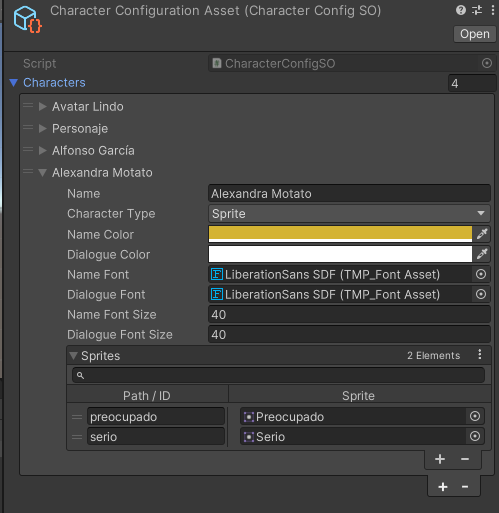 Character Configuration Asset (Character Config SO)
Open
Script CharacterConfigSO
Characters 4
Avatar Lindo
Personaje
Alfonso García
Alexandra Motato
Name Alexandra Motato
Character Type Sprite
Name Color
Dialogue Color
Name Font LiberationSans SDF (TMP_Font Asset)
Dialogue Font LiberationSans SDF (TMP_Font Asset)
Name Font Size 40
Dialogue Font Size 40
Sprites 2 Elements
Path / ID Sprite
preocupado Preocupado
serio Serio
+ -
+ -